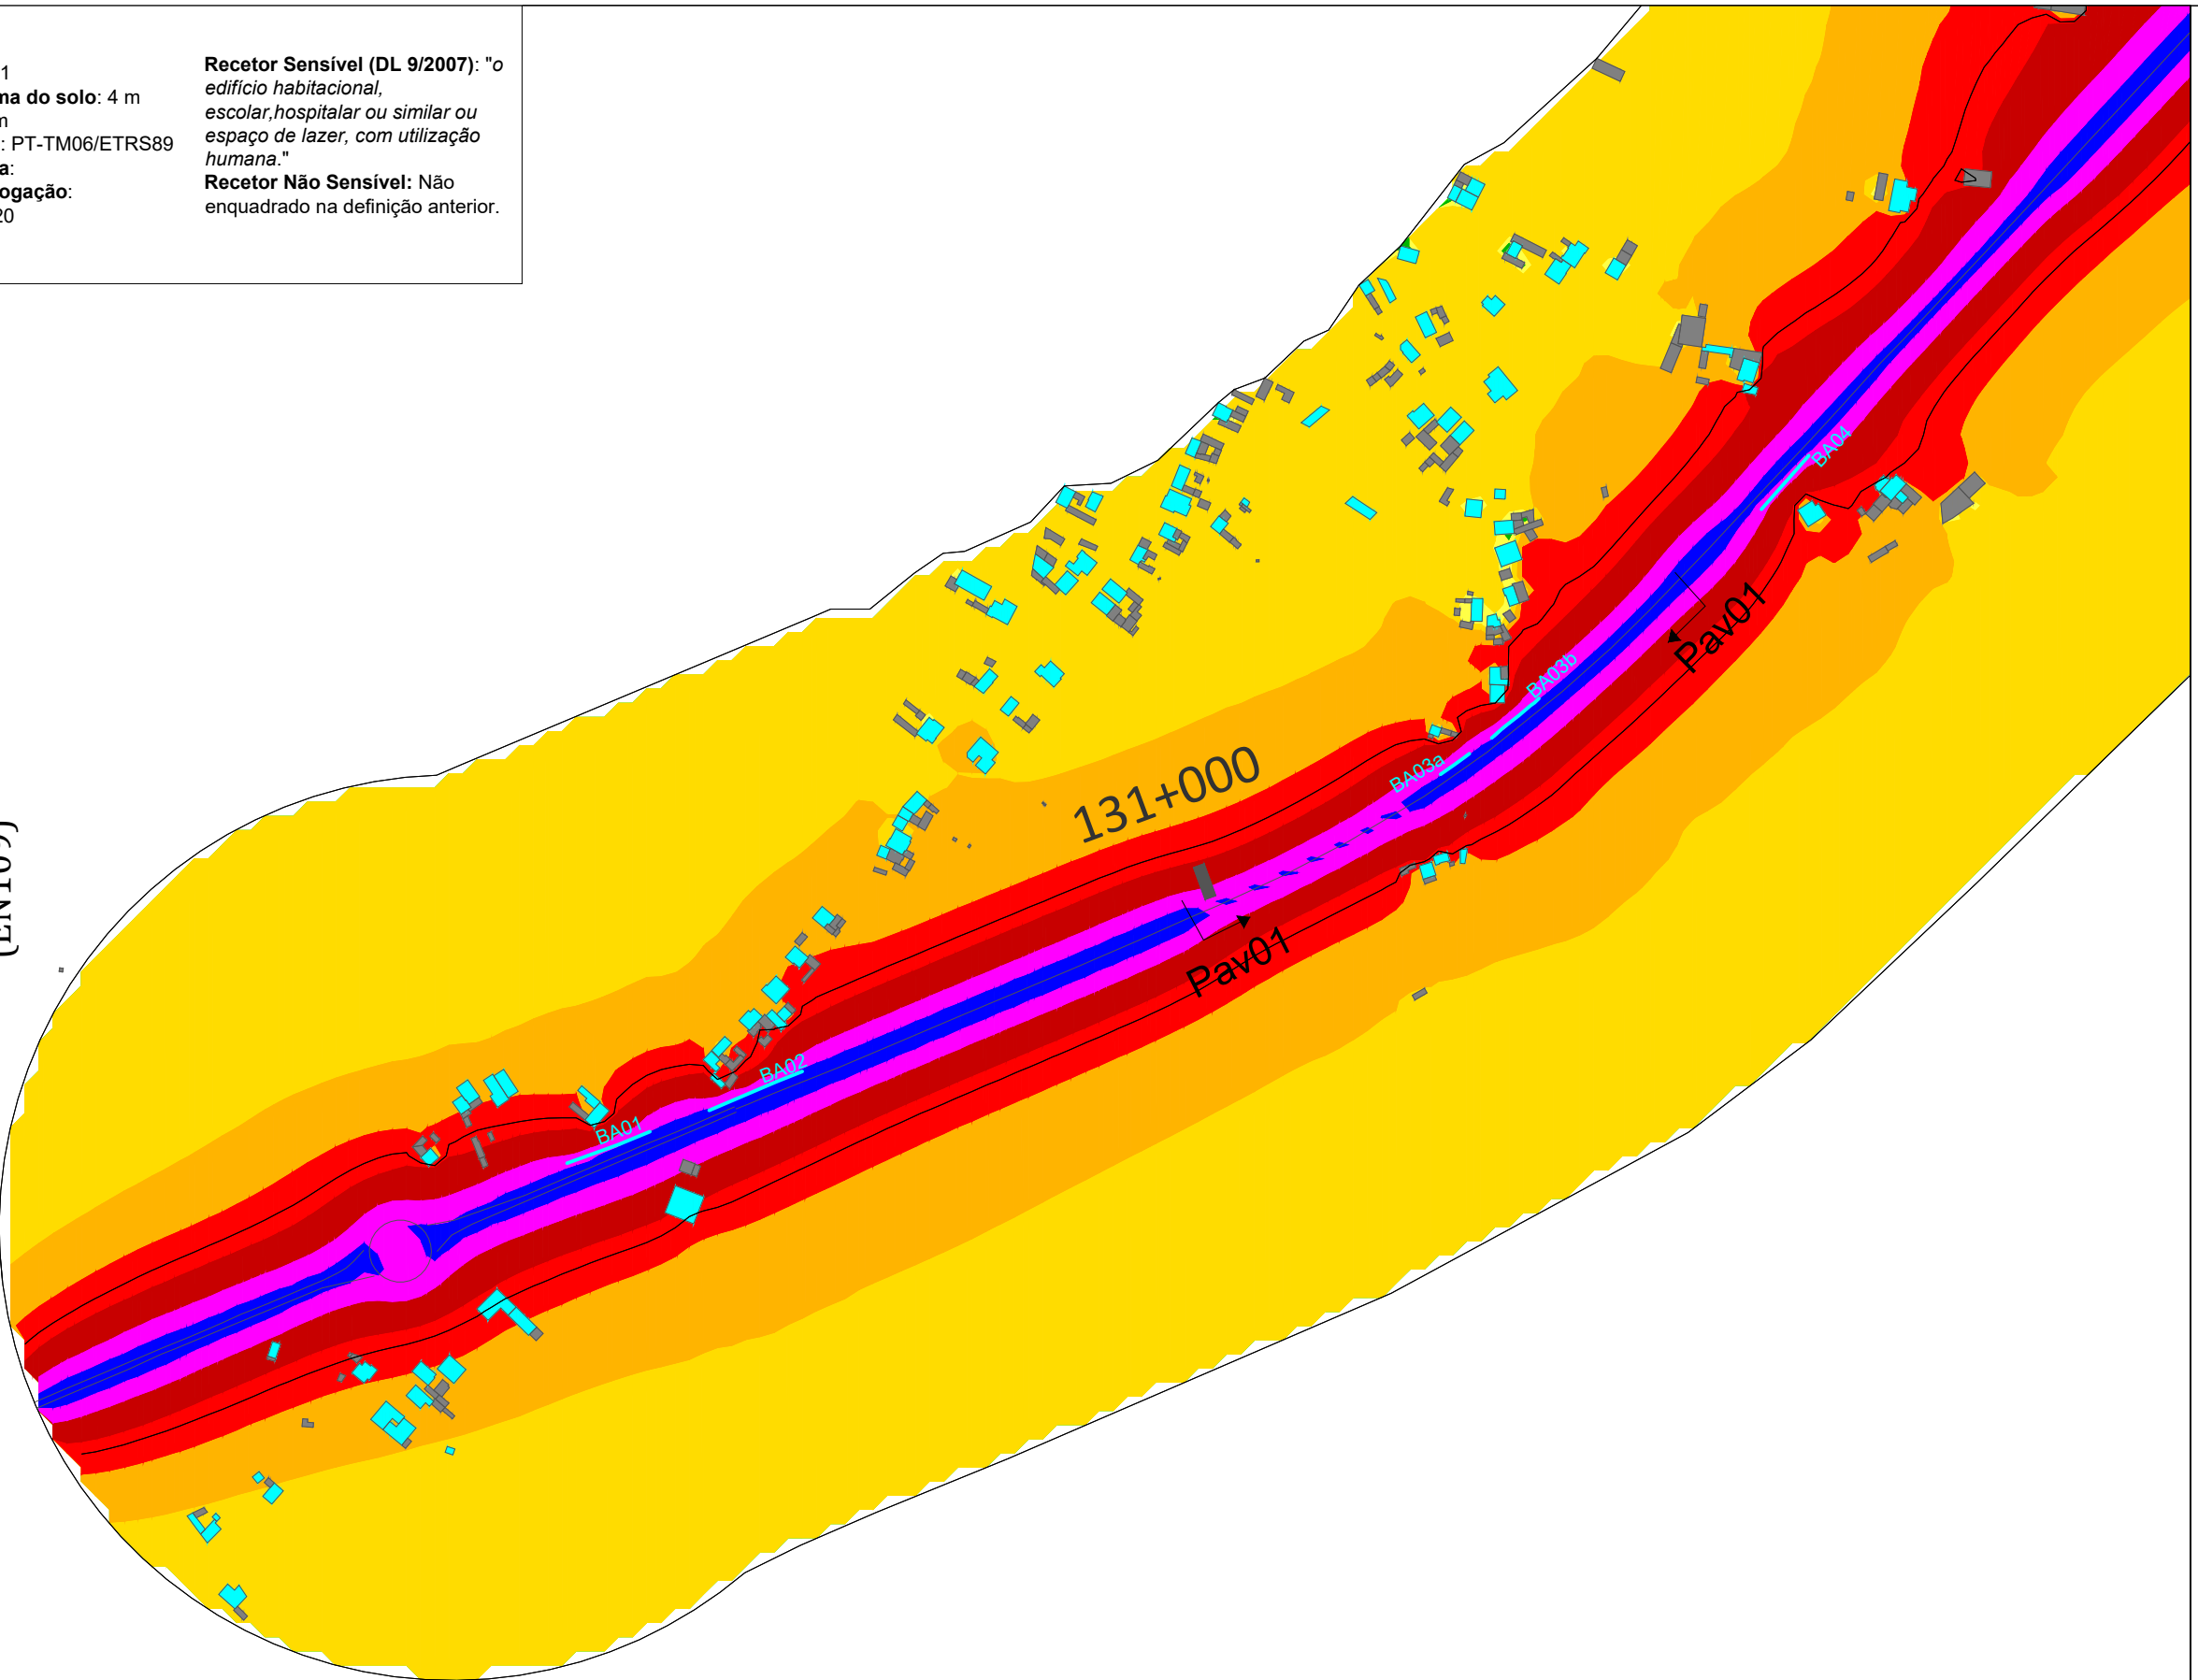 1
ma do solo: 4 m
m
: PT-TM06/ETRS89
a:
ogação:
20
Recetor Sensível (DL 9/2007): "o
edifício habitacional,
escolar,hospitalar ou similar ou
espaço de lazer, com utilização
humana."
Recetor Não Sensível: Não
enquadrado na definição anterior.
BA04
Pav01
BA03b
BA03a
131+000
Pav01
BA02
BA01
(EN109)